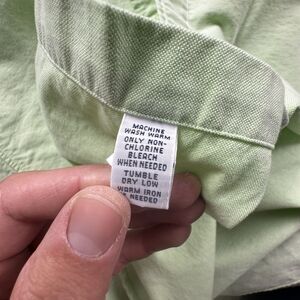 MACHINE
WASH WARM
ONLY NON-
CHLORINE
BLEACH
WHEN NEEDED
TUMBLE
DRY LOW
WARM IRON
NEEDED